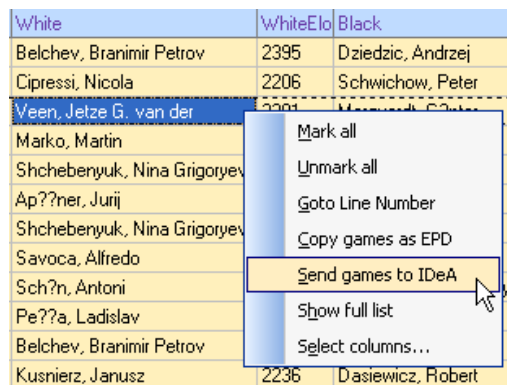 White WhiteElo Black
Belchev, Branimir Petrov 2395 Dziedzic, Andrzej
Cipressi, Nicola 2206 Schwichow, Peter
Veen, Jetze G. van der
Marko, Martin
Shchebenyuk, Nina Grigoryev
Ap??ner, Jurij
Shchebenyuk, Nina Grigoryev
Savoca, Alfredo
Sch?n, Antoni
Pe??a, Ladislav
Belchev, Branimir Petrov
Kusnierz, Janusz 2236 Dasiewicz, Robert
Mark all
Unmark all
Goto Line Number
Copy games as EPD
Send games to IDeA
Show full list
Select columns...